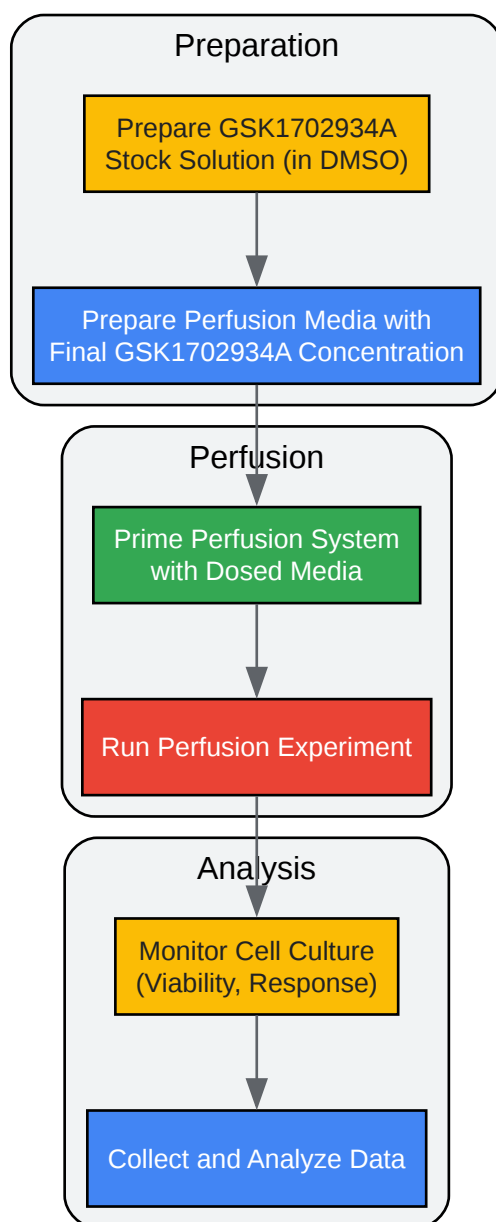 Preparation
Prepare GSK1702934A
Stock Solution (in DMSO)
Prepare Perfusion Media with
Final GSK1702934A Concentration
Perfusion
Prime Perfusion System
with Dosed Media
Run Perfusion Experiment
Analysis
Monitor Cell Culture
(Viability, Response)
Collect and Analyze Data